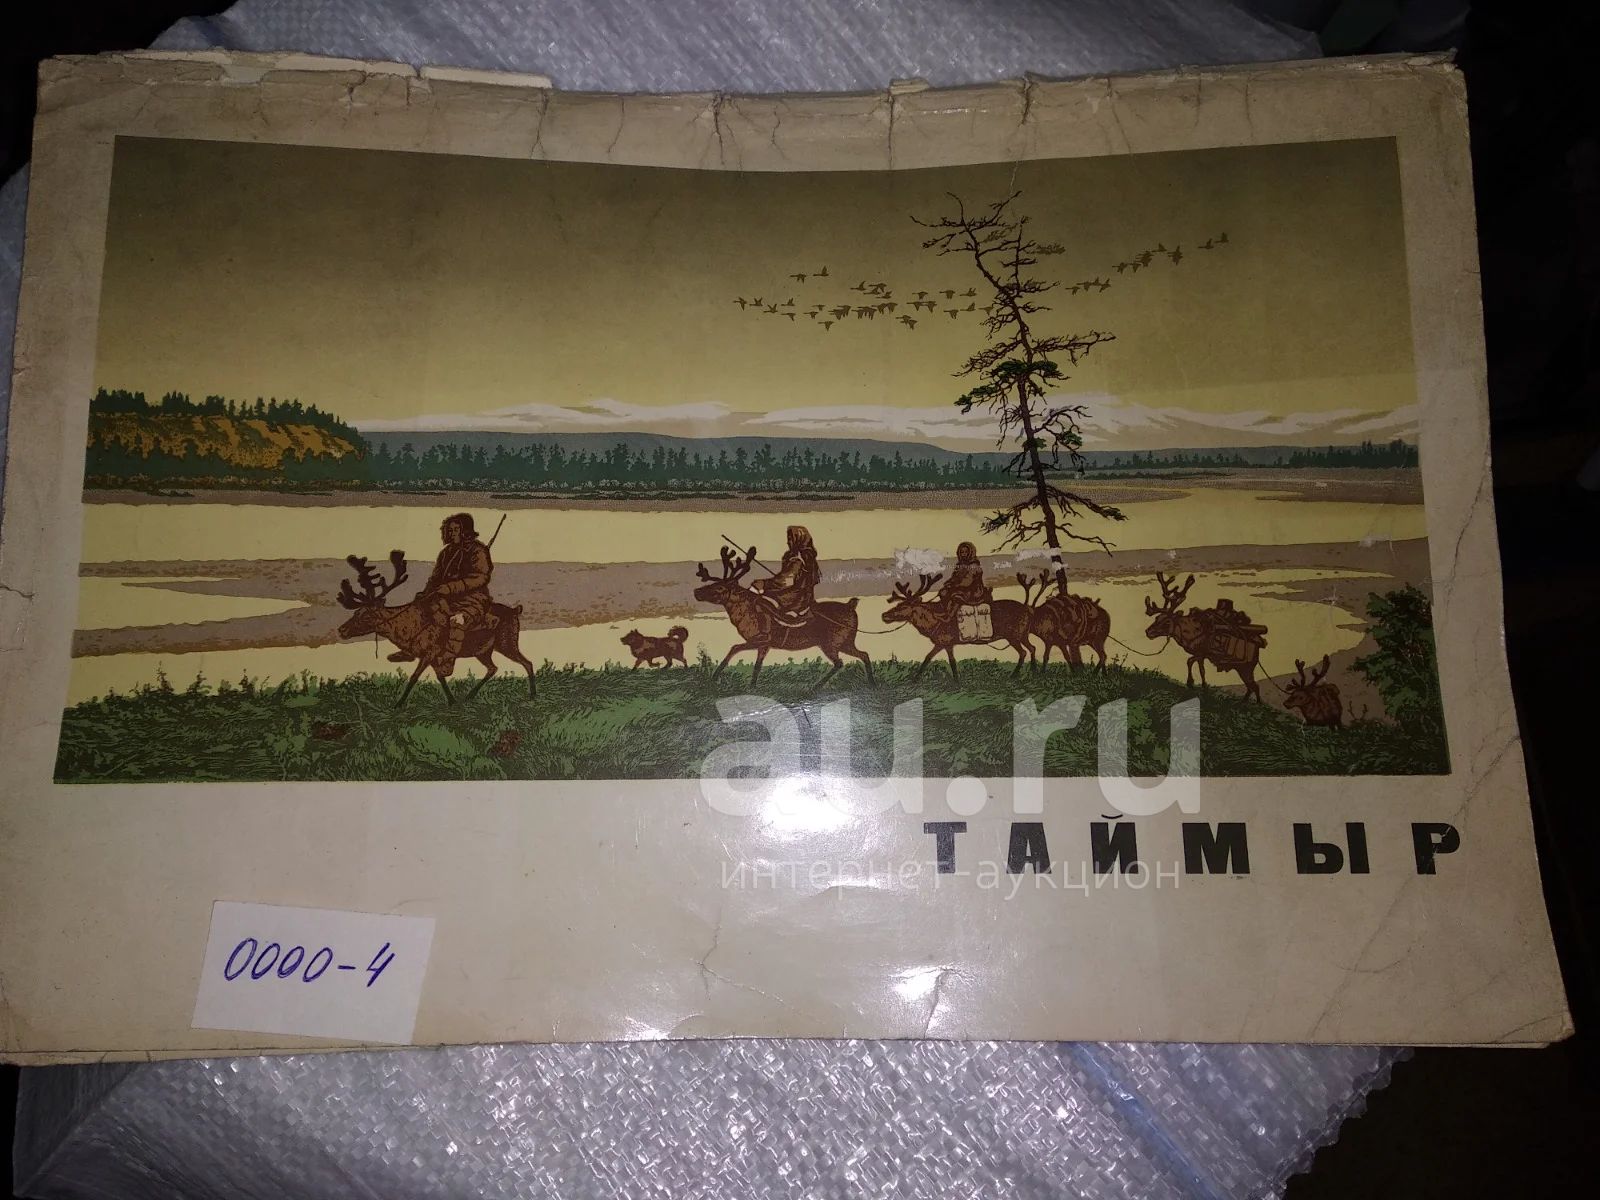 au.ru
ТАЙМЫР
интернет-аукцион
0000-4